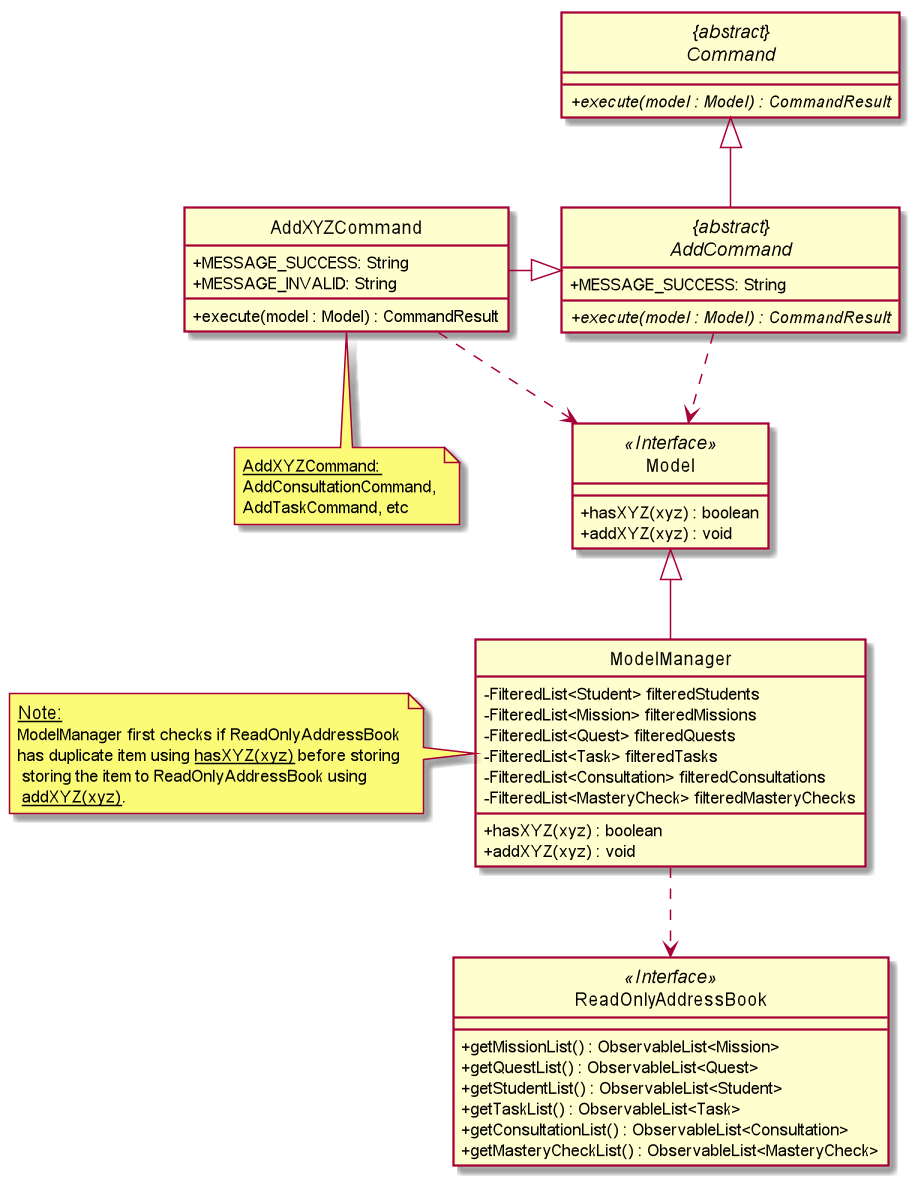 {abstract}
Command
+execute(model : Model) : CommandResult
AddXYZCommand
+MESSAGE_SUCCESS: String
+MESSAGE_INVALID: String
+execute(model : Model) : CommandResult
{abstract}
AddCommand
+MESSAGE_SUCCESS: String
+execute(model : Model) : CommandResult
AddXYZCommand:
AddConsultationCommand,
AddTaskCommand, etc
«Interface»
Model
+hasXYZ(xyz) : boolean
+addXYZ(xyz) : void
Note:
ModelManager first checks if ReadOnlyAddressBook
has duplicate item using hasXYZ(xyz) before storing
storing the item to ReadOnlyAddressBook using
addXYZ(xyz).
ModelManager
-FilteredList<Student> filteredStudents
-FilteredList<Mission> filteredMissions
-FilteredList<Quest> filteredQuests
-FilteredList<Task> filteredTasks
-FilteredList<Consultation> filteredConsultations
-FilteredList<MasteryCheck> filteredMasteryChecks
+hasXYZ(xyz) : boolean
+addXYZ(xyz) : void
«Interface»
ReadOnlyAddressBook
+getMissionList() : ObservableList<Mission>
+getQuestList() : ObservableList<Quest>
+getStudentList() : ObservableList<Student>
+getTaskList() : ObservableList<Task>
+getConsultationList() : ObservableList<Consultation>
+getMasteryCheckList() : ObservableList<MasteryCheck>